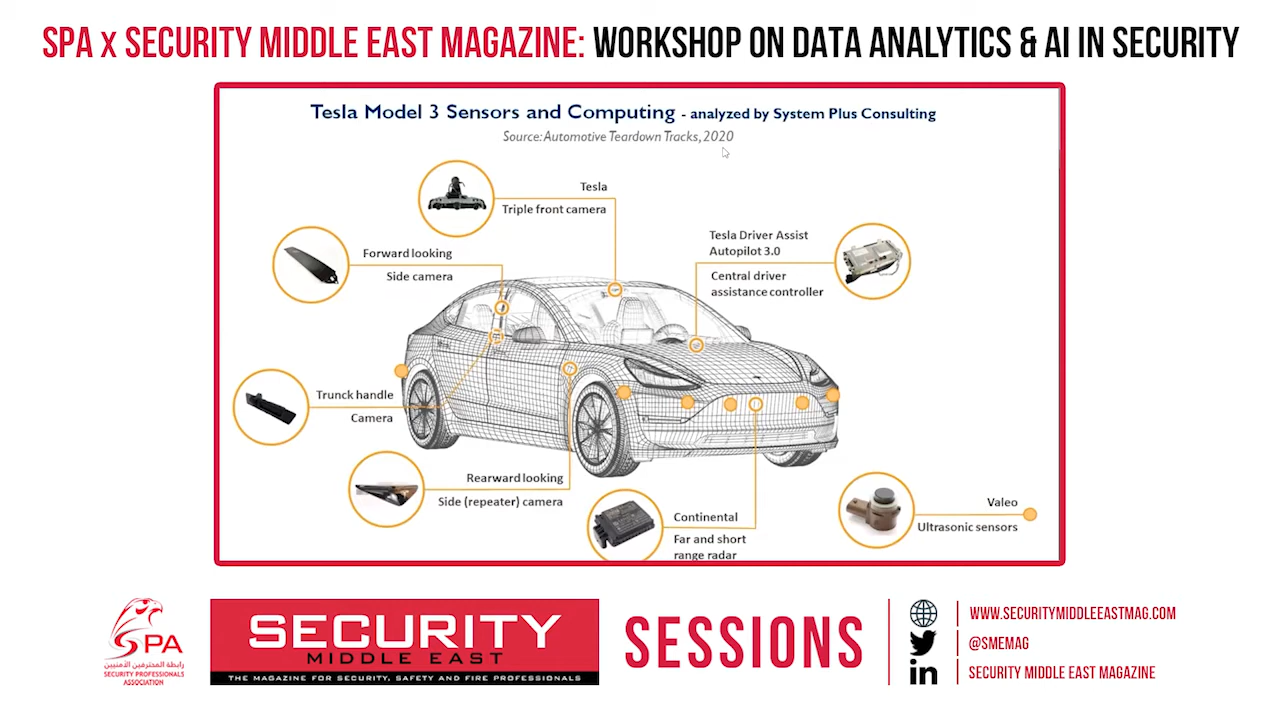 SPA x SECURITY MIDDLE EAST MAGAZINE: WORKSHOP ON DATA ANALYTICS & AI IN SECURITY
Tesla Model 3 Sensors and Computing - analyzed by System Plus Consulting
Source: Automotive Teardown Tracks, 2020
Tesla
Triple front camera
Forward looking
Side camera
Tesla Driver Assist
Autopilot 3.0
Central driver
assistance controller
Trunck handle
Camera
Rearward looking
Side (repeater) camera
Continental
Far and short
range radar
Valeo
Ultrasonic sensors
SPA
رابطة المحترفين الأمنيين
SECURITY PROFESSIONALS
ASSOCIATION
SECURITY
MIDDLE EAST
THE MAGAZINE FOR SECURITY, SAFETY AND FIRE PROFESSIONALS
SESSIONS
WWW.SECURITYMIDDLEEASTMAG.COM
@SMEMAG
in SECURITY MIDDLE EAST MAGAZINE